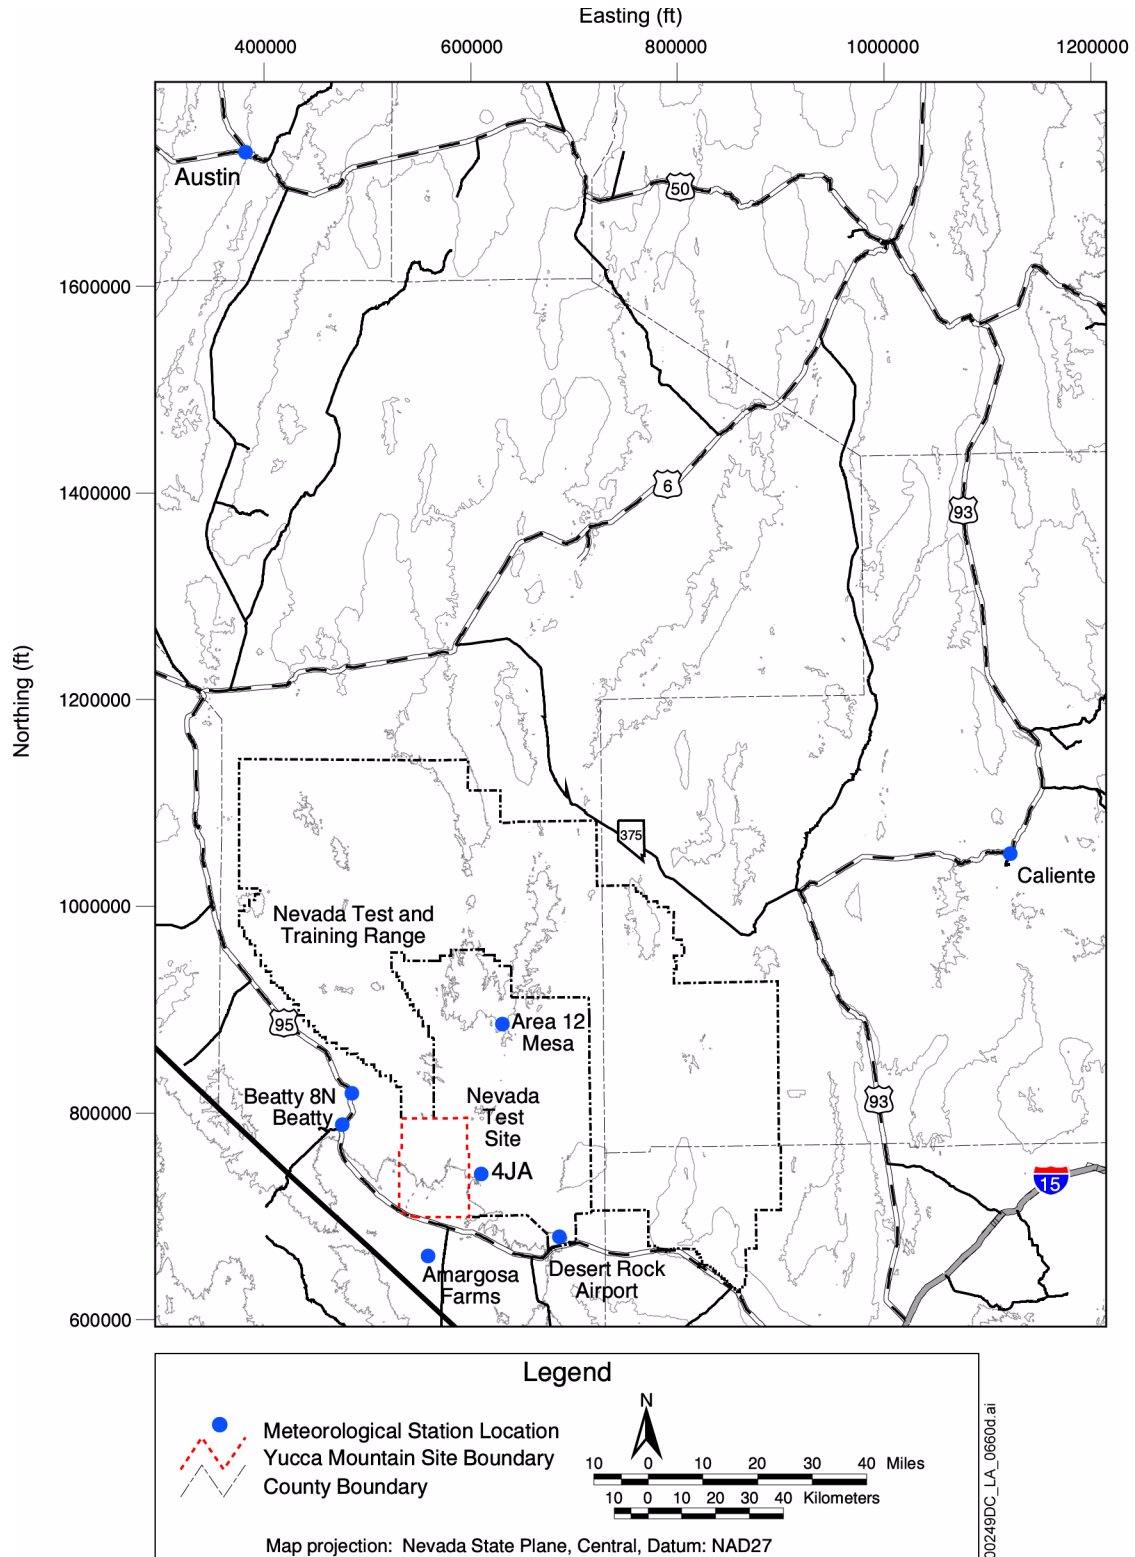 Easting (ft)
400000 600000 800000 1000000 1200000
Austin
50
1600000
6
1400000
93
Northing (ft)
1200000
375
Caliente
1000000
Nevada Test and
Training Range
95
Area 12
Mesa
Beatty 8N
Beatty
Nevada
Test
Site
93
800000
4JA
15
Amargosa
Farms
Desert Rock
Airport
600000
Legend
N
Meteorological Station Location
Yucca Mountain Site Boundary
County Boundary
10 0 10 20 30 40 Miles
10 0 10 20 30 40 Kilometers
Map projection: Nevada State Plane, Central, Datum: NAD27
00249DC_LA_0660d.ai